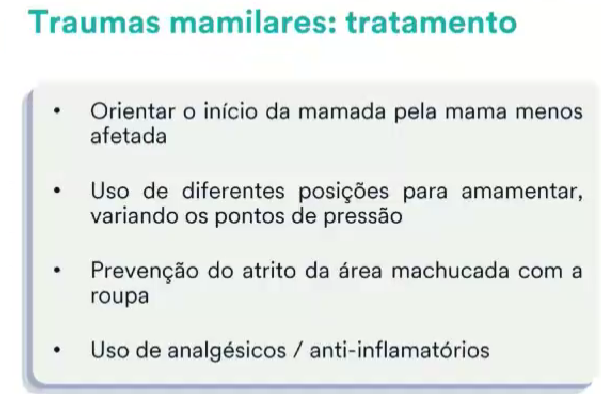 Traumas mamilares: tratamento
• Orientar o início da mamada pela mama menos
afetada
• Uso de diferentes posições para amamentar,
variando os pontos de pressão
• Prevenção do atrito da área machucada com a
roupa
• Uso de analgésicos / anti-inflamatórios